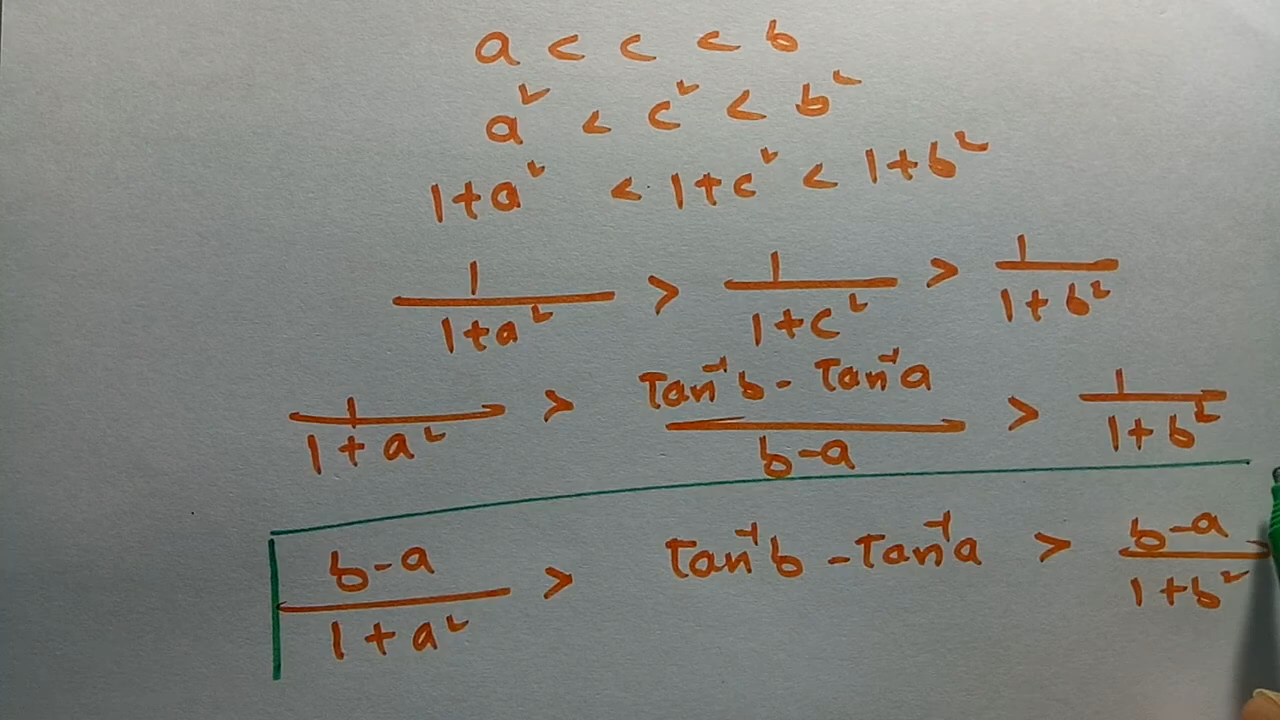 a < c < b
a² < c² < b²
1+a² < 1+c² < 1+b²
1/(1+a²) > 1/(1+c²) > 1/(1+b²)
1/(1+a²) > (Tan⁻¹b - Tan⁻¹a)/(b-a) > 1/(1+b²)
(b-a)/(1+a²) > Tan⁻¹b - Tan⁻¹a > (b-a)/(1+b²)